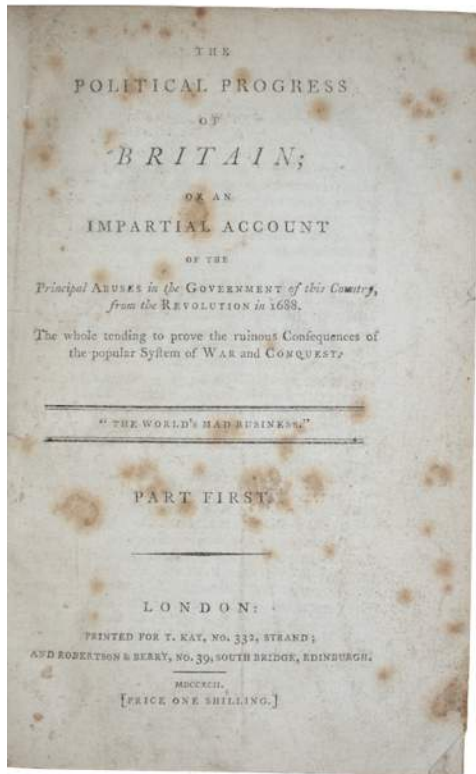 THE
POLITICAL PROGRESS
OF
BRITAIN;
OR AN
IMPARTIAL ACCOUNT
OF THE
Principal ABUSES in the GOVERNMENT of this Country,
from the REVOLUTION in 1688.
The whole tending to prove the ruinous Conſequences of
the popular Syſtem of WAR and CONQUEST.
" THE WORLD'S MAD BUSINESS."
PART FIRST.
LONDON:
PRINTED FOR T. KAY, NO. 332, STRAND;
AND ROBERTSON & BERRY, NO. 39, SOUTH BRIDGE, EDINBURGH.
MDCCXCII.
[PRICE ONE SHILLING.]